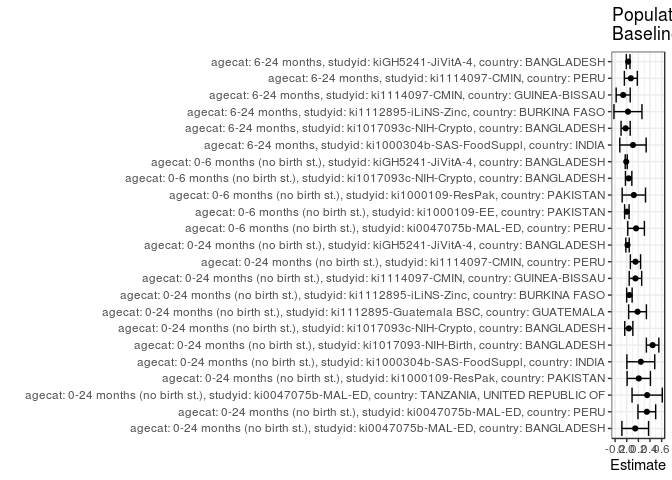 Populat
Baselin
agecat: 6-24 months, studyid: kiGH5241-JiVitA-4, country: BANGLADESH
agecat: 6-24 months, studyid: ki1114097-CMIN, country: PERU
agecat: 6-24 months, studyid: ki1114097-CMIN, country: GUINEA-BISSAU
agecat: 6-24 months, studyid: ki1112895-iLiNS-Zinc, country: BURKINA FASO
agecat: 6-24 months, studyid: ki1017093c-NIH-Crypto, country: BANGLADESH
agecat: 6-24 months, studyid: ki1000304b-SAS-FoodSuppl, country: INDIA
agecat: 0-6 months (no birth st.), studyid: kiGH5241-JiVitA-4, country: BANGLADESH
agecat: 0-6 months (no birth st.), studyid: ki1017093c-NIH-Crypto, country: BANGLADESH
agecat: 0-6 months (no birth st.), studyid: ki1000109-ResPak, country: PAKISTAN
agecat: 0-6 months (no birth st.), studyid: ki1000109-EE, country: PAKISTAN
agecat: 0-6 months (no birth st.), studyid: ki0047075b-MAL-ED, country: PERU
agecat: 0-24 months (no birth st.), studyid: kiGH5241-JiVitA-4, country: BANGLADESH
agecat: 0-24 months (no birth st.), studyid: ki1114097-CMIN, country: PERU
agecat: 0-24 months (no birth st.), studyid: ki1114097-CMIN, country: GUINEA-BISSAU
agecat: 0-24 months (no birth st.), studyid: ki1112895-iLiNS-Zinc, country: BURKINA FASO
agecat: 0-24 months (no birth st.), studyid: ki1112895-Guatemala BSC, country: GUATEMALA
agecat: 0-24 months (no birth st.), studyid: ki1017093c-NIH-Crypto, country: BANGLADESH
agecat: 0-24 months (no birth st.), studyid: ki1017093-NIH-Birth, country: BANGLADESH
agecat: 0-24 months (no birth st.), studyid: ki1000304b-SAS-FoodSuppl, country: INDIA
agecat: 0-24 months (no birth st.), studyid: ki1000109-ResPak, country: PAKISTAN
agecat: 0-24 months (no birth st.), studyid: ki0047075b-MAL-ED, country: TANZANIA, UNITED REPUBLIC OF
agecat: 0-24 months (no birth st.), studyid: ki0047075b-MAL-ED, country: PERU
agecat: 0-24 months (no birth st.), studyid: ki0047075b-MAL-ED, country: BANGLADESH
-0.2 0.0 0.2 0.4 0.6
Estimate